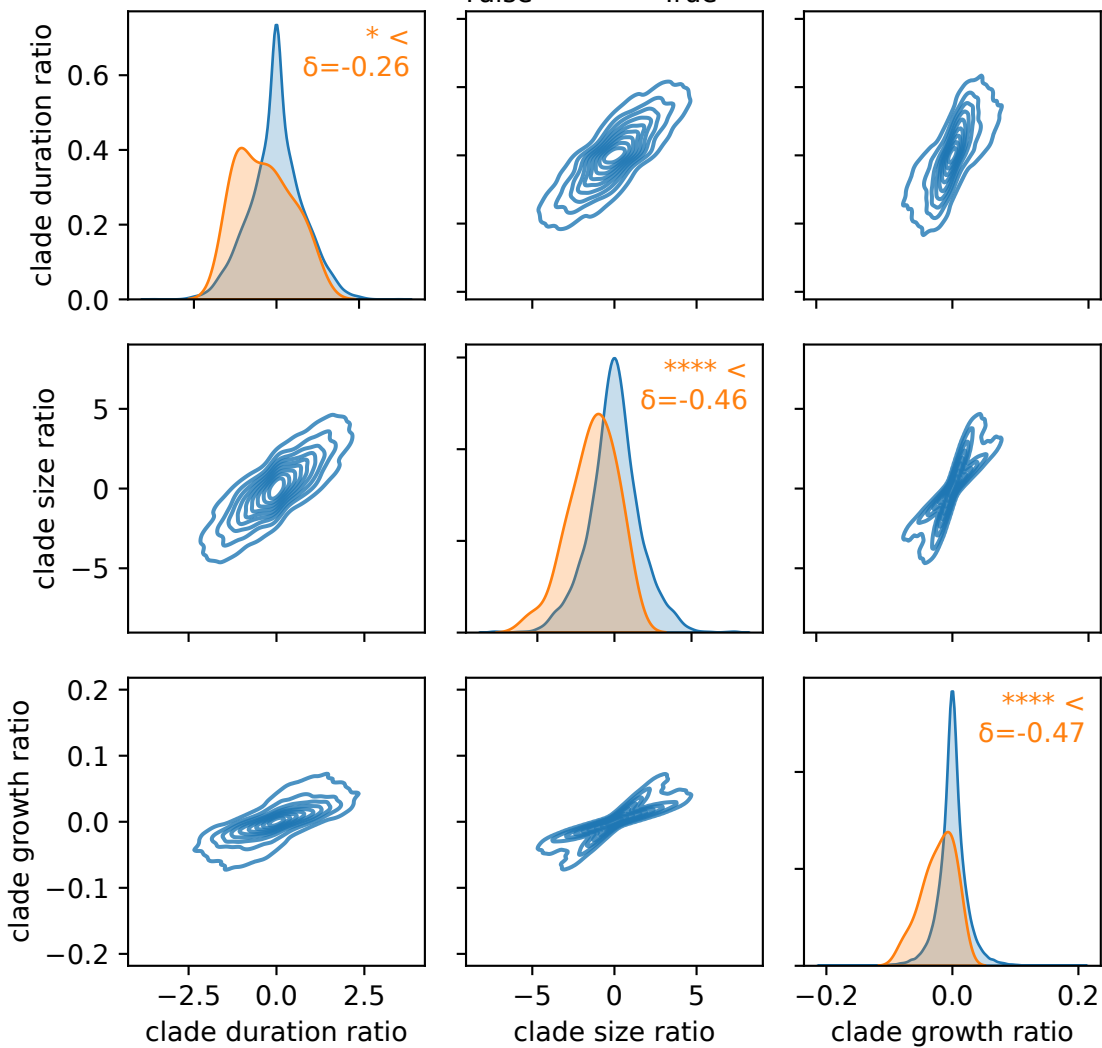 clade duration ratio
0.6
0.4
0.2
0.0
* <
δ=-0.26
clade size ratio
5
0
−5
**** <
δ=-0.46
clade growth ratio
0.2
0.1
0.0
−0.1
−0.2
**** <
δ=-0.47
−2.5
0.0
2.5
−5
0
5
−0.2
0.0
0.2
clade duration ratio
clade size ratio
clade growth ratio